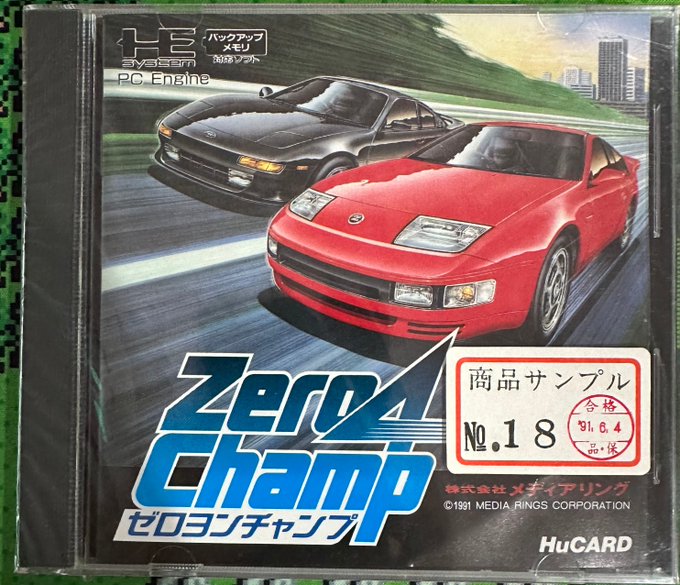 HE
system
PC Engine
バックアップ
メモリ
対応ソフト
Zero4
Champ
ゼロヨンチャンプ
商品サンプル
№.18
合格
'91.6.4
品・保
株式会社 メディアリング
©1991 MEDIA RINGS CORPORATION
HuCARD